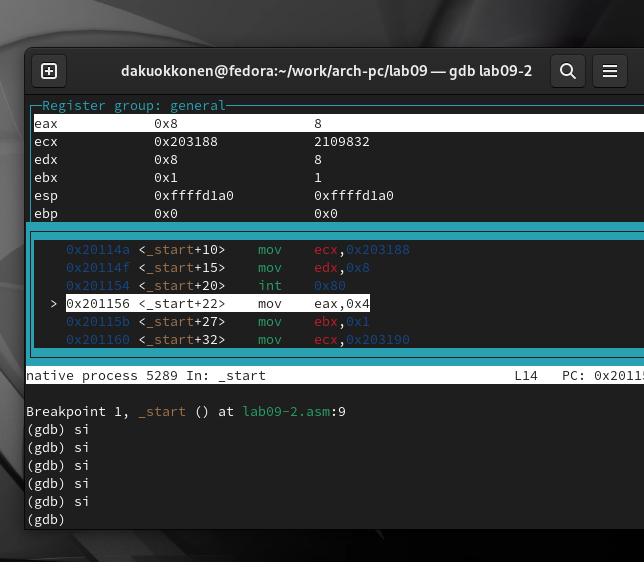 dakuokkonen@fedora:~/work/arch-pc/lab09 — gdb lab09-2
Register group: general
eax 0x8 8
ecx 0x203188 2109832
edx 0x8 8
ebx 0x1 1
esp 0xffffd1a0 0xffffd1a0
ebp 0x0 0x0
0x20114a <_start+10> mov ecx,0x203188
0x20114f <_start+15> mov edx,0x8
0x201154 <_start+20> int 0x80
> 0x201156 <_start+22> mov eax,0x4
0x20115b <_start+27> mov ebx,0x1
0x201160 <_start+32> mov ecx,0x203190
native process 5289 In: _start L14 PC: 0x2011
Breakpoint 1, _start () at lab09-2.asm:9
(gdb) si
(gdb) si
(gdb) si
(gdb) si
(gdb) si
(gdb)